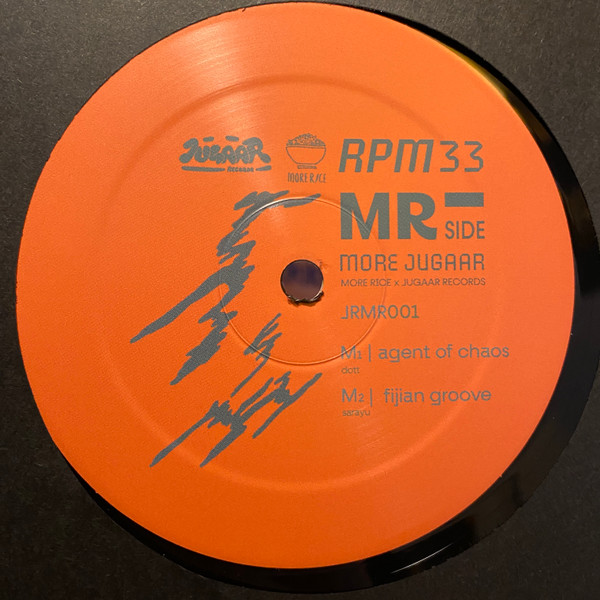 JUGAAR
RECORDS
MORE RICE
RPM 33
MR-
SIDE
MORE JUGAAR
MORE RICE x JUGAAR RECORDS
JRMR001
M1 | agent of chaos
dott
M2 | fijian groove
sarayu